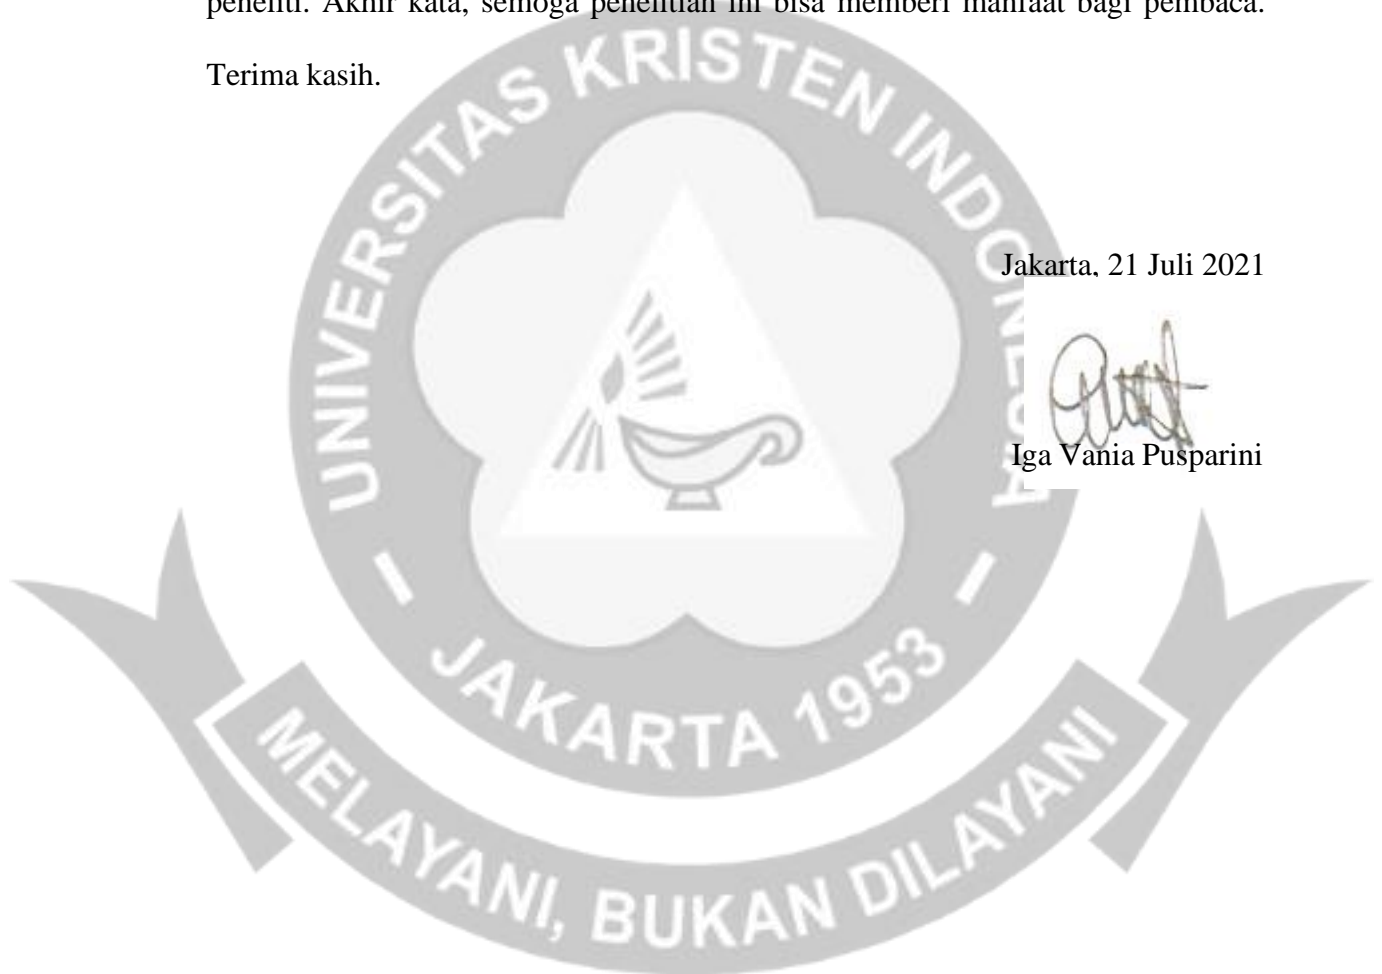 peneliti. Akhir kata, semoga penelitian ini bisa memberi manfaat bagi pembaca.
Terima kasih.
UNIVERSITAS KRISTEN INDONESIA
Jakarta, 21 Juli 2021
Iga Vania Pusparini
JAKARTA 1953
MELAYANI, BUKAN DILAYANI